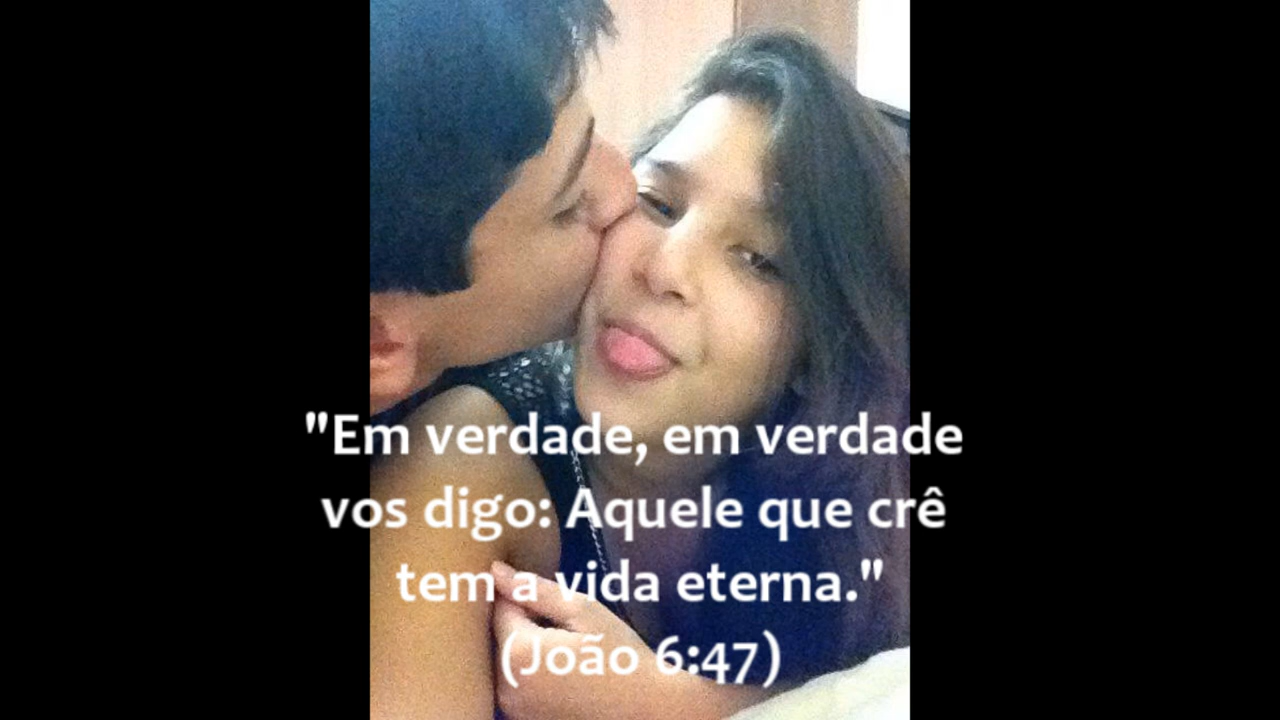 "Em verdade, em verdade
vos digo: Aquele que crê
tem a vida eterna."
(João 6:47)